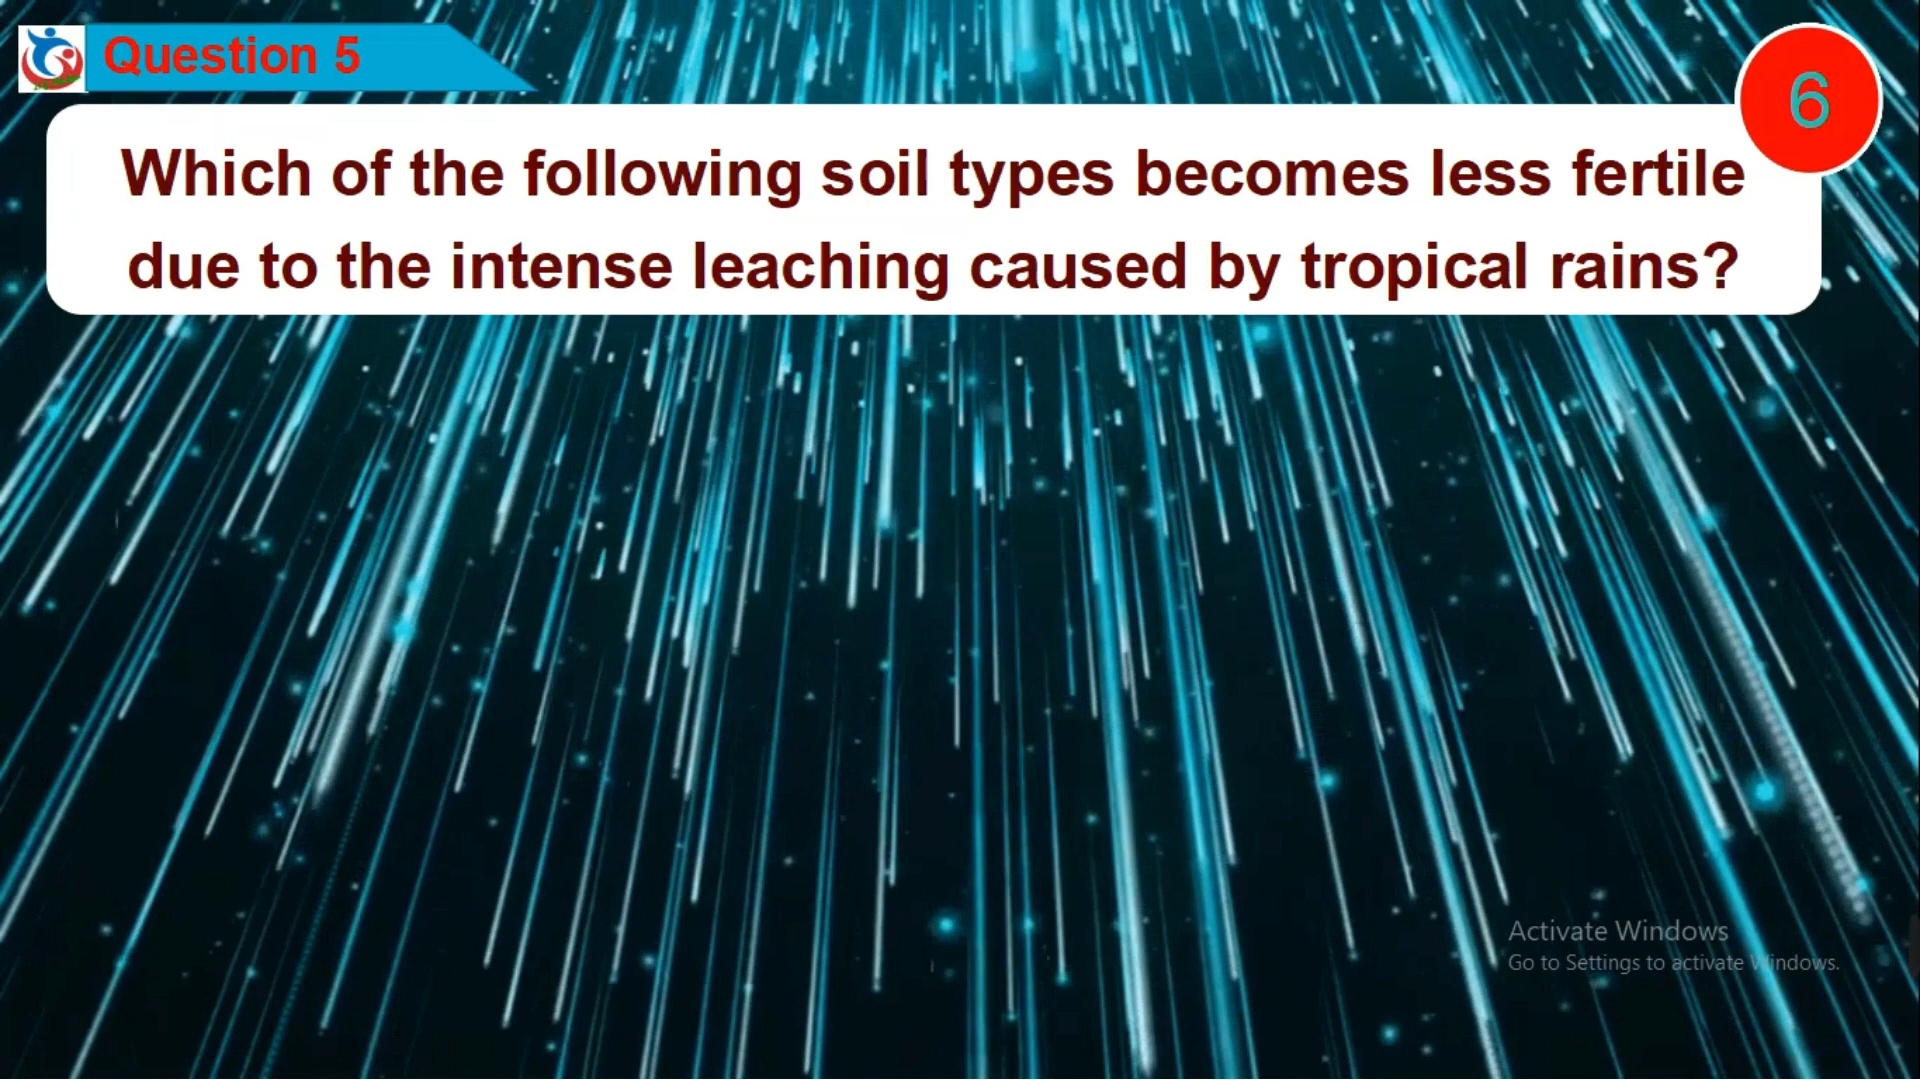 Question 5
6
Which of the following soil types becomes less fertile
due to the intense leaching caused by tropical rains?
Activate Windows
Go to Settings to activate Windows.